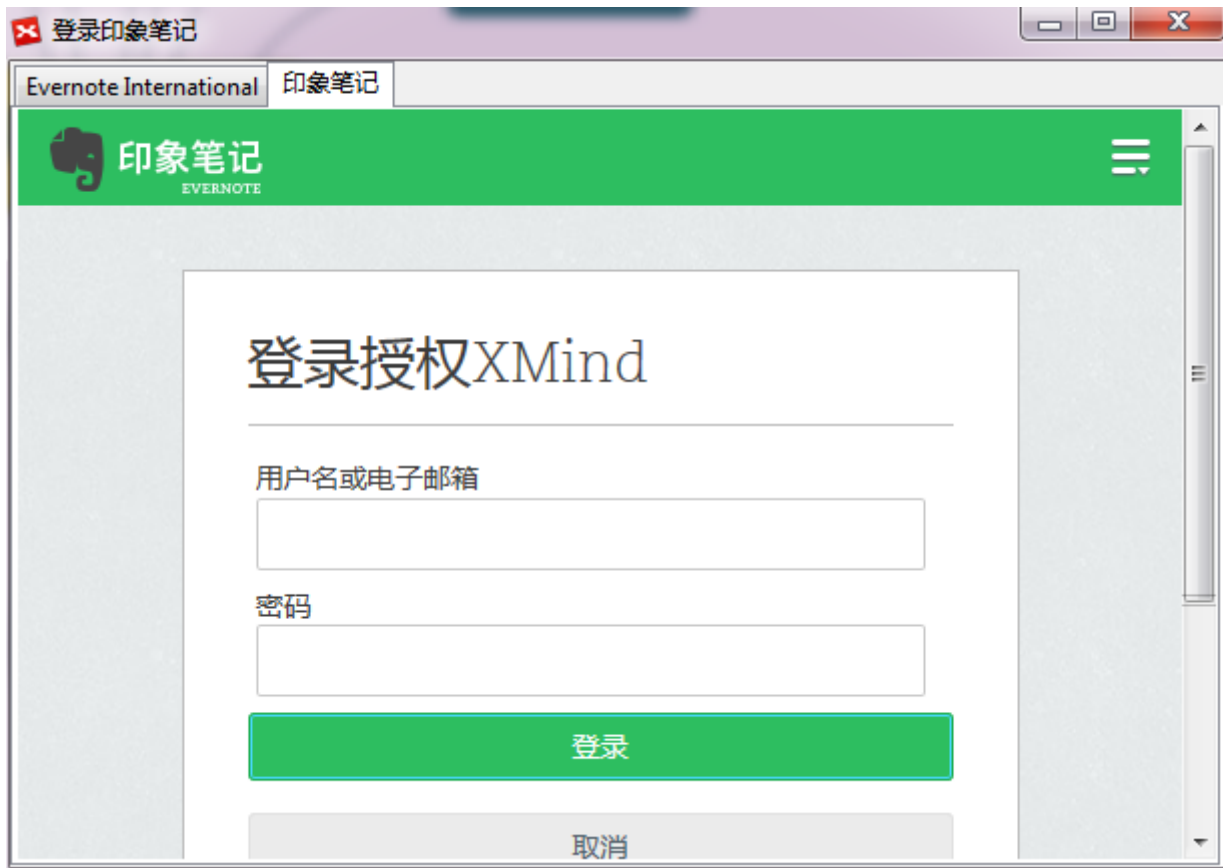 登录印象笔记
Evernote International
印象笔记
印象笔记
EVERNOTE
登录授权XMind
用户名或电子邮箱
密码
登录
取消